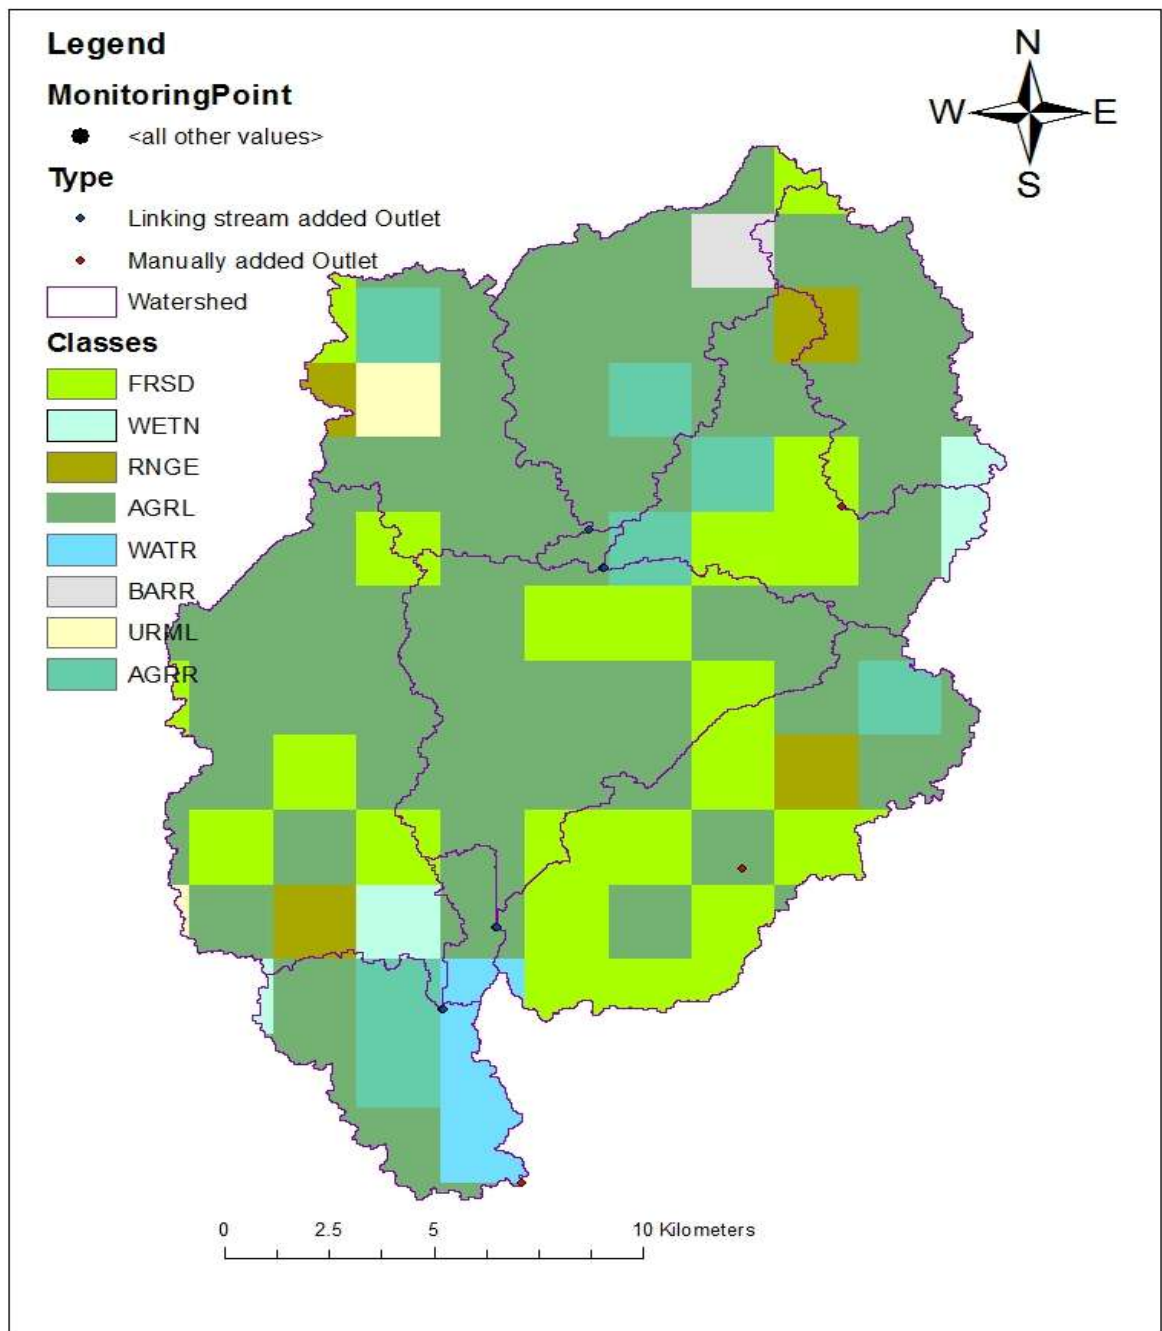 Legend
N
MonitoringPoint
W E
<all other values>
Type
S
Linking stream added Outlet
Manually added Outlet
Watershed
Classes
FRSD
WETN
RNGE
AGRL
WATR
BARR
URML
AGRR
0 2.5 5 10 Kilometers